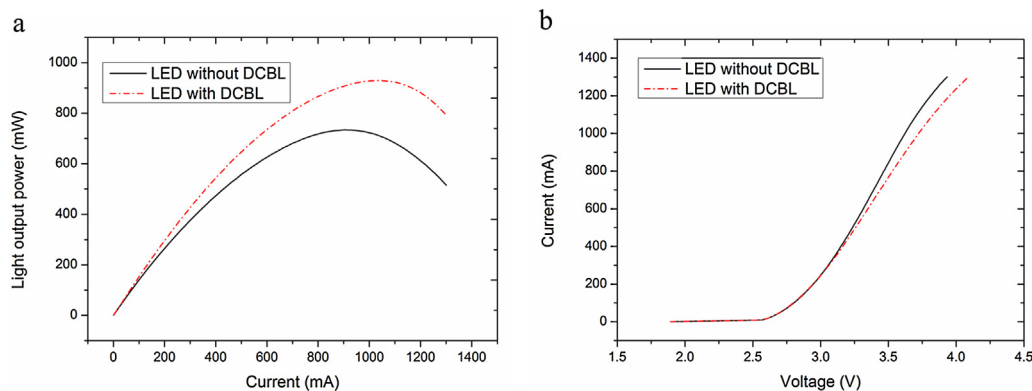 a
LED without DCBL
LED with DCBL
Light output power (mW)
1000
800
600
400
200
0
0 200 400 600 800 1000 1200 1400
Current (mA)
b
LED without DCBL
LED with DCBL
Current (mA)
1400
1200
1000
800
600
400
200
0
1.5 2.0 2.5 3.0 3.5 4.0 4.5
Voltage (V)